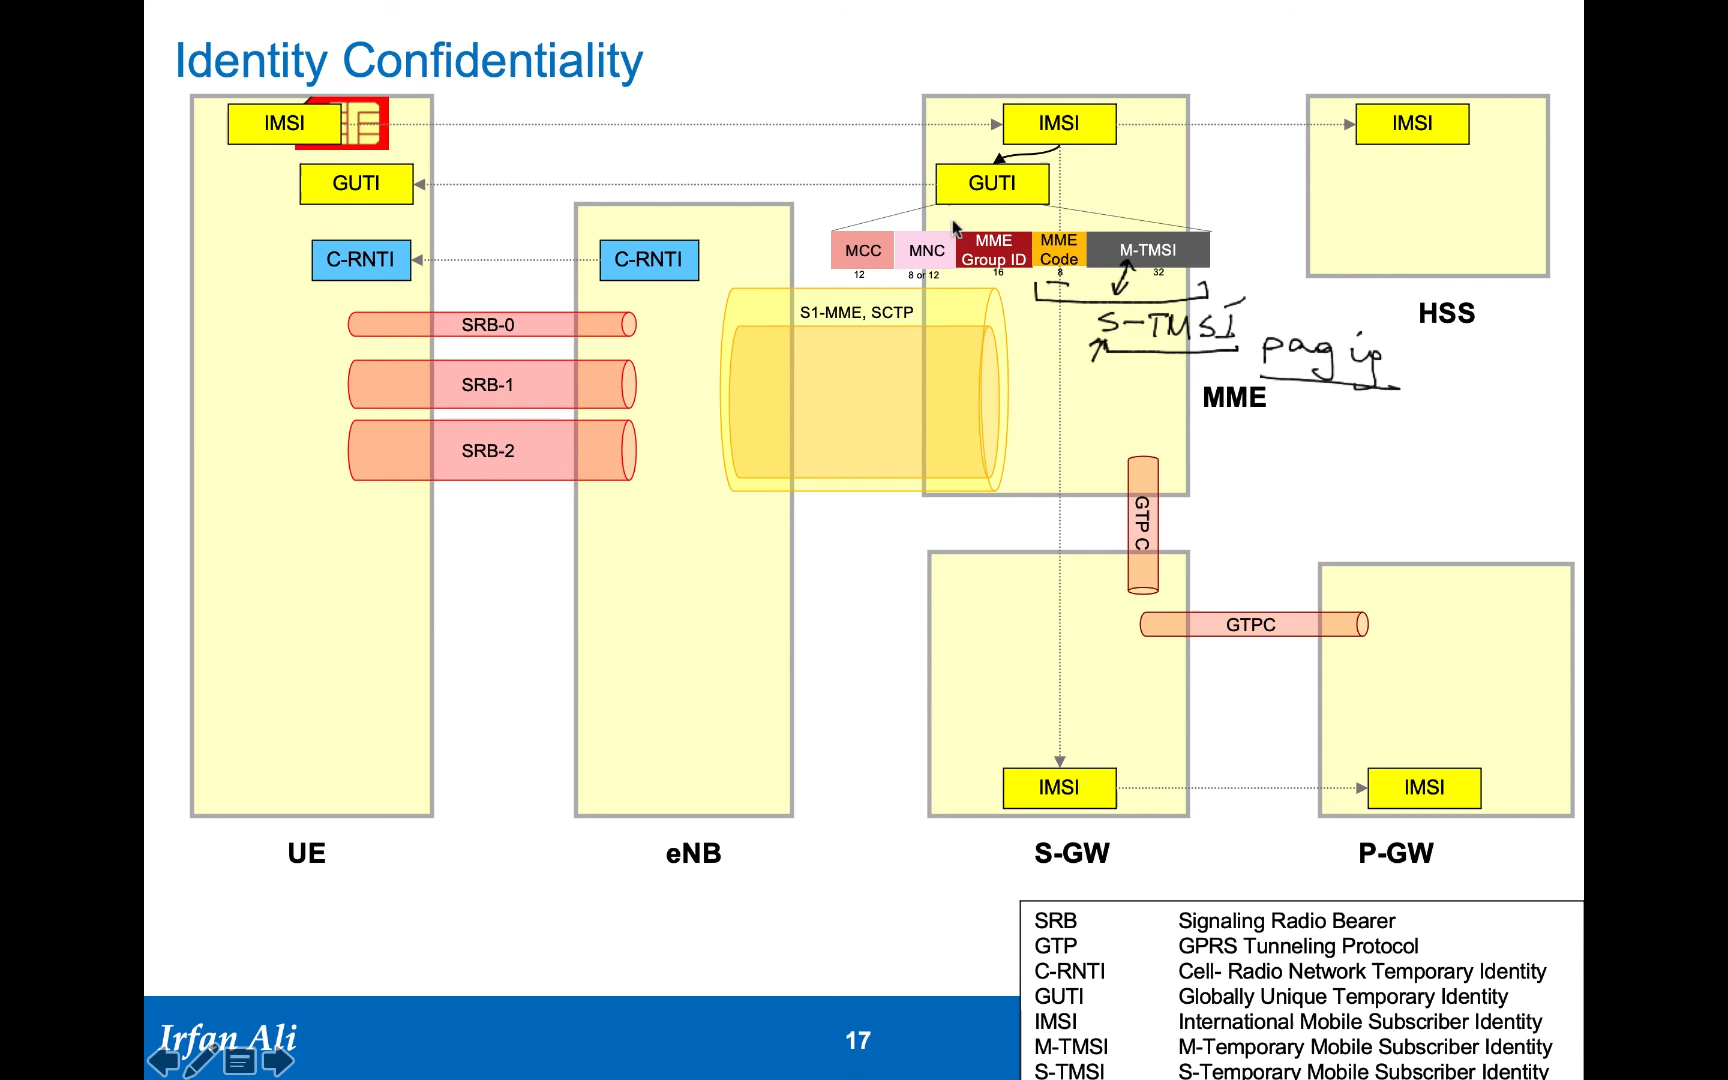 Identity Confidentiality
IMSI
IMSI
IMSI
GUTI
GUTI
C-RNTI
C-RNTI
MCC
MNC
MME
Group ID
MME
Code
M-TMSI
12
8 or 12
16
8
32
SRB-0
SRB-1
SRB-2
S1-MME, SCTP
S-TMSI
HSS
MME
GTP C
GTPC
IMSI
IMSI
UE
eNB
S-GW
P-GW
SRB Signaling Radio Bearer
GTP GPRS Tunneling Protocol
C-RNTI Cell- Radio Network Temporary Identity
GUTI Globally Unique Temporary Identity
IMSI International Mobile Subscriber Identity
M-TMSI M-Temporary Mobile Subscriber Identity
S-TMSI S-Temporary Mobile Subscriber Identity
Irfan Ali
17